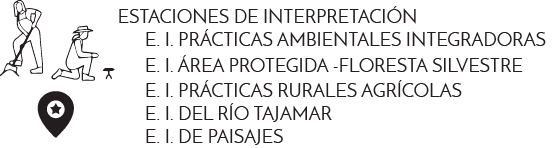 ESTACIONES DE INTERPRETACIÓN
E. I. PRÁCTICAS AMBIENTALES INTEGRADORAS
E. I. ÁREA PROTEGIDA -FLORESTA SILVESTRE
E. I. PRÁCTICAS RURALES AGRÍCOLAS
E. I. DEL RÍO TAJAMAR
E. I. DE PAISAJES